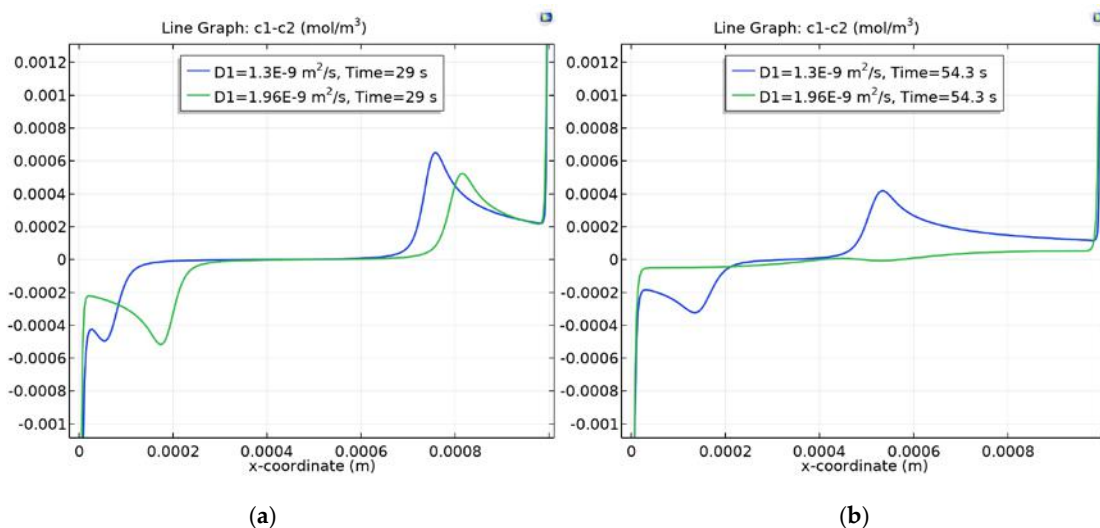 Line Graph: c1-c2 (mol/m³)
D1=1.3E-9 m²/s, Time=29 s
D1=1.96E-9 m²/s, Time=29 s
0.0012
0.001
0.0008
0.0006
0.0004
0.0002
0
-0.0002
-0.0004
-0.0006
-0.0008
-0.001
0 0.0002 0.0004 0.0006 0.0008
x-coordinate (m)
(a)
Line Graph: c1-c2 (mol/m³)
D1=1.3E-9 m²/s, Time=54.3 s
D1=1.96E-9 m²/s, Time=54.3 s
0.0012
0.001
0.0008
0.0006
0.0004
0.0002
0
-0.0002
-0.0004
-0.0006
-0.0008
-0.001
0 0.0002 0.0004 0.0006 0.0008
x-coordinate (m)
(b)